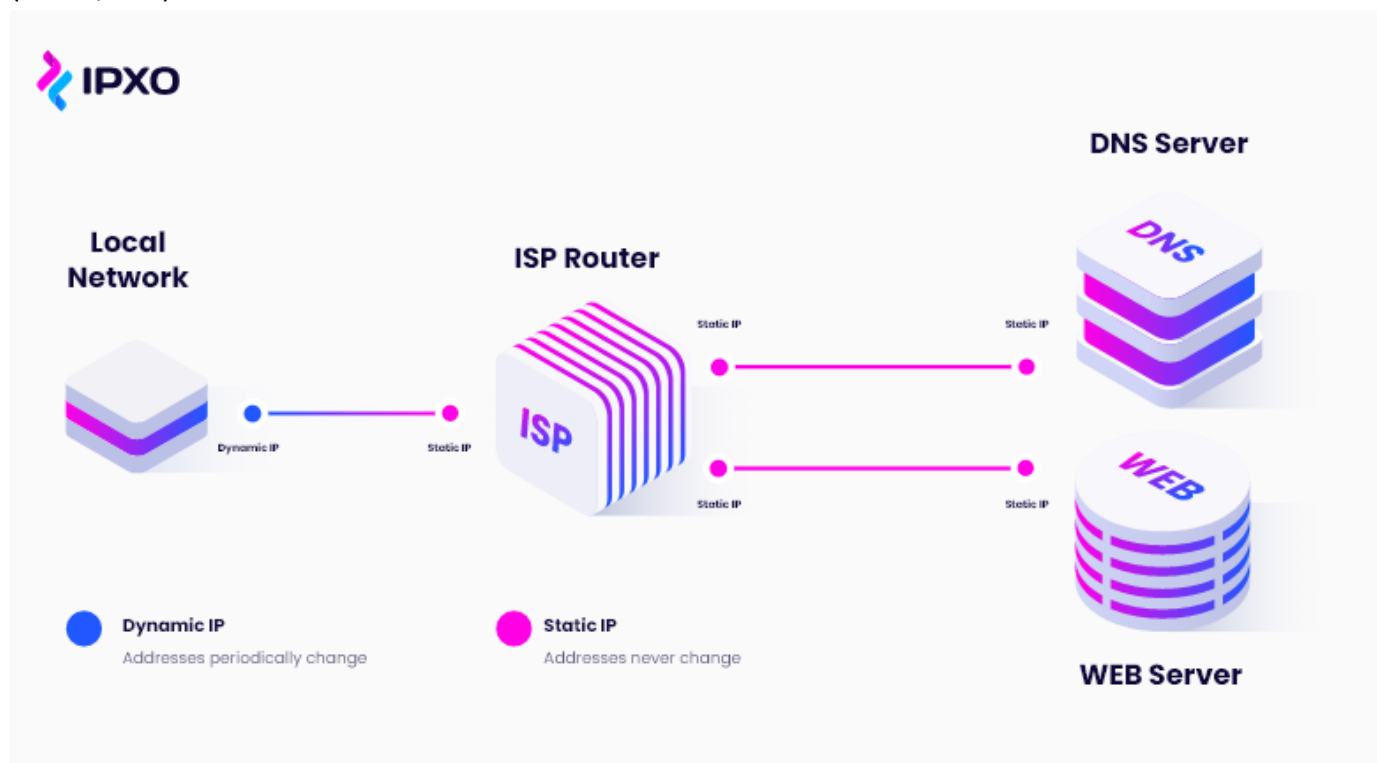 IPXO
DNS Server
DNS
Local
Network
ISP Router
ISP
Static IP
Static IP
Dynamic IP
Static IP
Static IP
Static IP
WEB
WEB Server
Dynamic IP
Addresses periodically change
Static IP
Addresses never change